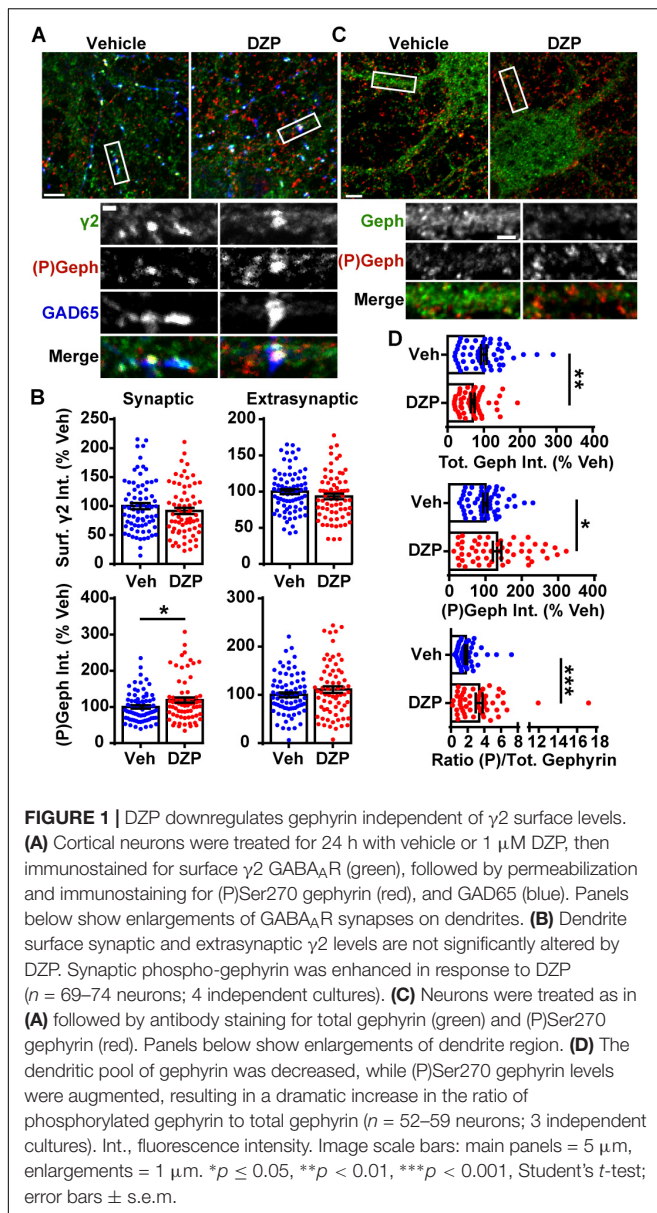 A
Vehicle
DZP
C
Vehicle
DZP
γ2
(P)Geph
GAD65
Merge
Geph
(P)Geph
Merge
B
Synaptic
Extrasynaptic
Surf. γ2 Int. (% Veh)
250
200
150
100
50
0
Veh
DZP
200
150
100
50
0
Veh
DZP
(P)Geph Int. (% Veh)
400
300
200
100
0
*
Veh
DZP
300
200
100
0
Veh
DZP
D
Veh
DZP
**
0 100 200 300 400
Tot. Geph Int. (% Veh)
Veh
DZP
*
0 100 200 300 400
(P)Geph Int. (% Veh)
Veh
DZP
***
0 2 4 6 8 12 14 16 18
Ratio (P)/Tot. Gephyrin
FIGURE 1 | DZP downregulates gephyrin independent of γ2 surface levels.
(A) Cortical neurons were treated for 24 h with vehicle or 1 μM DZP, then
immunostained for surface γ2 GABAAR (green), followed by permeabilization
and immunostaining for (P)Ser270 gephyrin (red), and GAD65 (blue). Panels
below show enlargements of GABAAR synapses on dendrites. (B) Dendrite
surface synaptic and extrasynaptic γ2 levels are not significantly altered by
DZP. Synaptic phospho-gephyrin was enhanced in response to DZP
(n = 69–74 neurons; 4 independent cultures). (C) Neurons were treated as in
(A) followed by antibody staining for total gephyrin (green) and (P)Ser270
gephyrin (red). Panels below show enlargements of dendrite region. (D) The
dendritic pool of gephyrin was decreased, while (P)Ser270 gephyrin levels
were augmented, resulting in a dramatic increase in the ratio of
phosphorylated gephyrin to total gephyrin (n = 52–59 neurons; 3 independent
cultures). Int., fluorescence intensity. Image scale bars: main panels = 5 μm,
enlargements = 1 μm. *p ≤ 0.05, **p < 0.01, ***p < 0.001, Student's t-test;
error bars ± s.e.m.